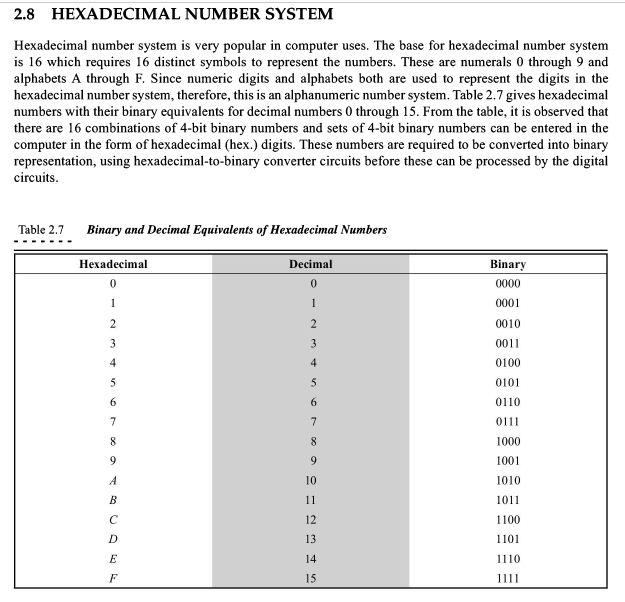 2.8 HEXADECIMAL NUMBER SYSTEM
Hexadecimal number system is very popular in computer uses. The base for hexadecimal number system
is 16 which requires 16 distinct symbols to represent the numbers. These are numerals 0 through 9 and
alphabets A through F. Since numeric digits and alphabets both are used to represent the digits in the
hexadecimal number system, therefore, this is an alphanumeric number system. Table 2.7 gives hexadecimal
numbers with their binary equivalents for decimal numbers 0 through 15. From the table, it is observed that
there are 16 combinations of 4-bit binary numbers and sets of 4-bit binary numbers can be entered in the
computer in the form of hexadecimal (hex.) digits. These numbers are required to be converted into binary
representation, using hexadecimal-to-binary converter circuits before these can be processed by the digital
circuits.
Table 2.7 Binary and Decimal Equivalents of Hexadecimal Numbers
Hexadecimal Decimal Binary
0 0 0000
1 1 0001
2 2 0010
3 3 0011
4 4 0100
5 5 0101
6 6 0110
7 7 0111
8 8 1000
9 9 1001
A 10 1010
B 11 1011
C 12 1100
D 13 1101
E 14 1110
F 15 1111